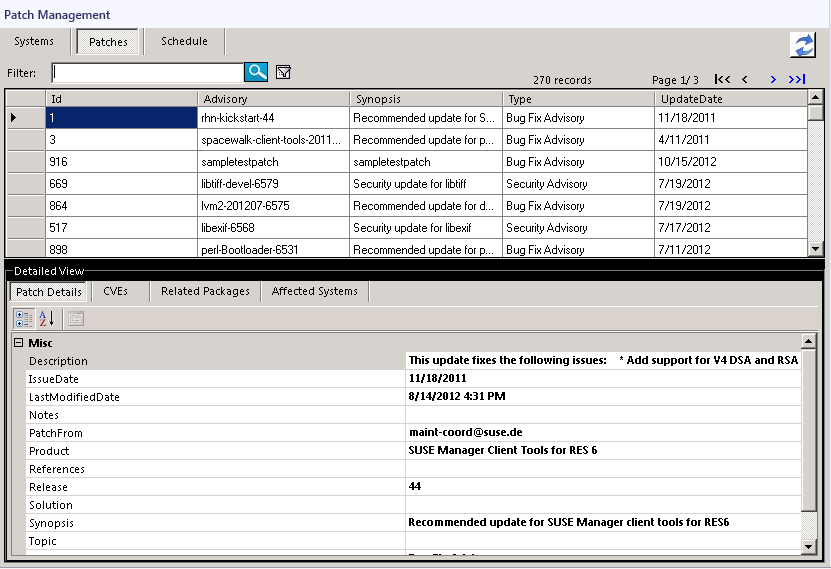 Patch Management
Systems Patches Schedule
Filter: 270 records Page 1/ 3
Id Advisory Synopsis Type UpdateDate
1 rhn-kickstart-44 Recommended update for S... Bug Fix Advisory 11/18/2011
3 spacewalk-client-tools-2011... Recommended update for p... Bug Fix Advisory 4/11/2011
916 sampletestpatch sampletestpatch Bug Fix Advisory 10/15/2012
669 libtiff-devel-6579 Security update for libtiff Security Advisory 7/19/2012
864 lvm2-201207-6575 Recommended update for d... Bug Fix Advisory 7/19/2012
517 libexif-6568 Security update for libexif Security Advisory 7/17/2012
898 perl-Bootloader-6531 Recommended update for p... Bug Fix Advisory 7/11/2012
Detailed View
Patch Details CVEs Related Packages Affected Systems
Misc
Description This update fixes the following issues: * Add support for V4 DSA and RSA
IssueDate 11/18/2011
LastModifiedDate 8/14/2012 4:31 PM
Notes
PatchFrom maint-coord@suse.de
Product SUSE Manager Client Tools for RES 6
References
Release 44
Solution
Synopsis Recommended update for SUSE Manager client tools for RES6
Topic